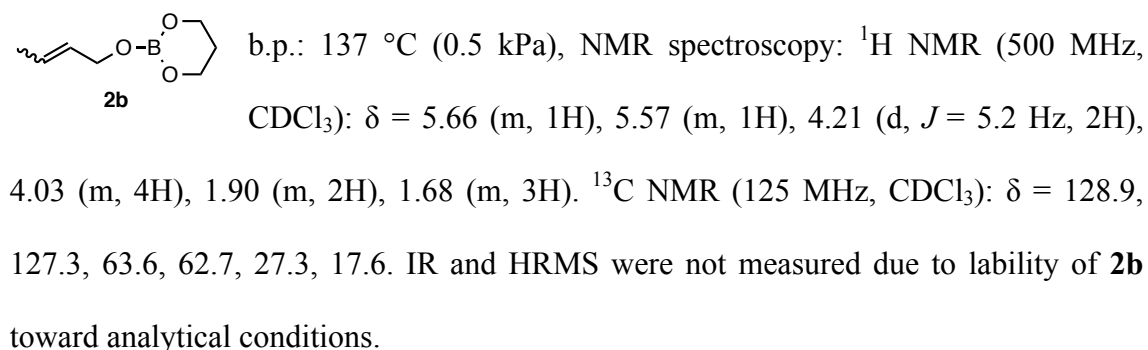 O
O-B
O
2b
b.p.: 137 °C (0.5 kPa), NMR spectroscopy: ¹H NMR (500 MHz,
CDCl₃): δ = 5.66 (m, 1H), 5.57 (m, 1H), 4.21 (d, J = 5.2 Hz, 2H),
4.03 (m, 4H), 1.90 (m, 2H), 1.68 (m, 3H). ¹³C NMR (125 MHz, CDCl₃): δ = 128.9,
127.3, 63.6, 62.7, 27.3, 17.6. IR and HRMS were not measured due to lability of 2b
toward analytical conditions.